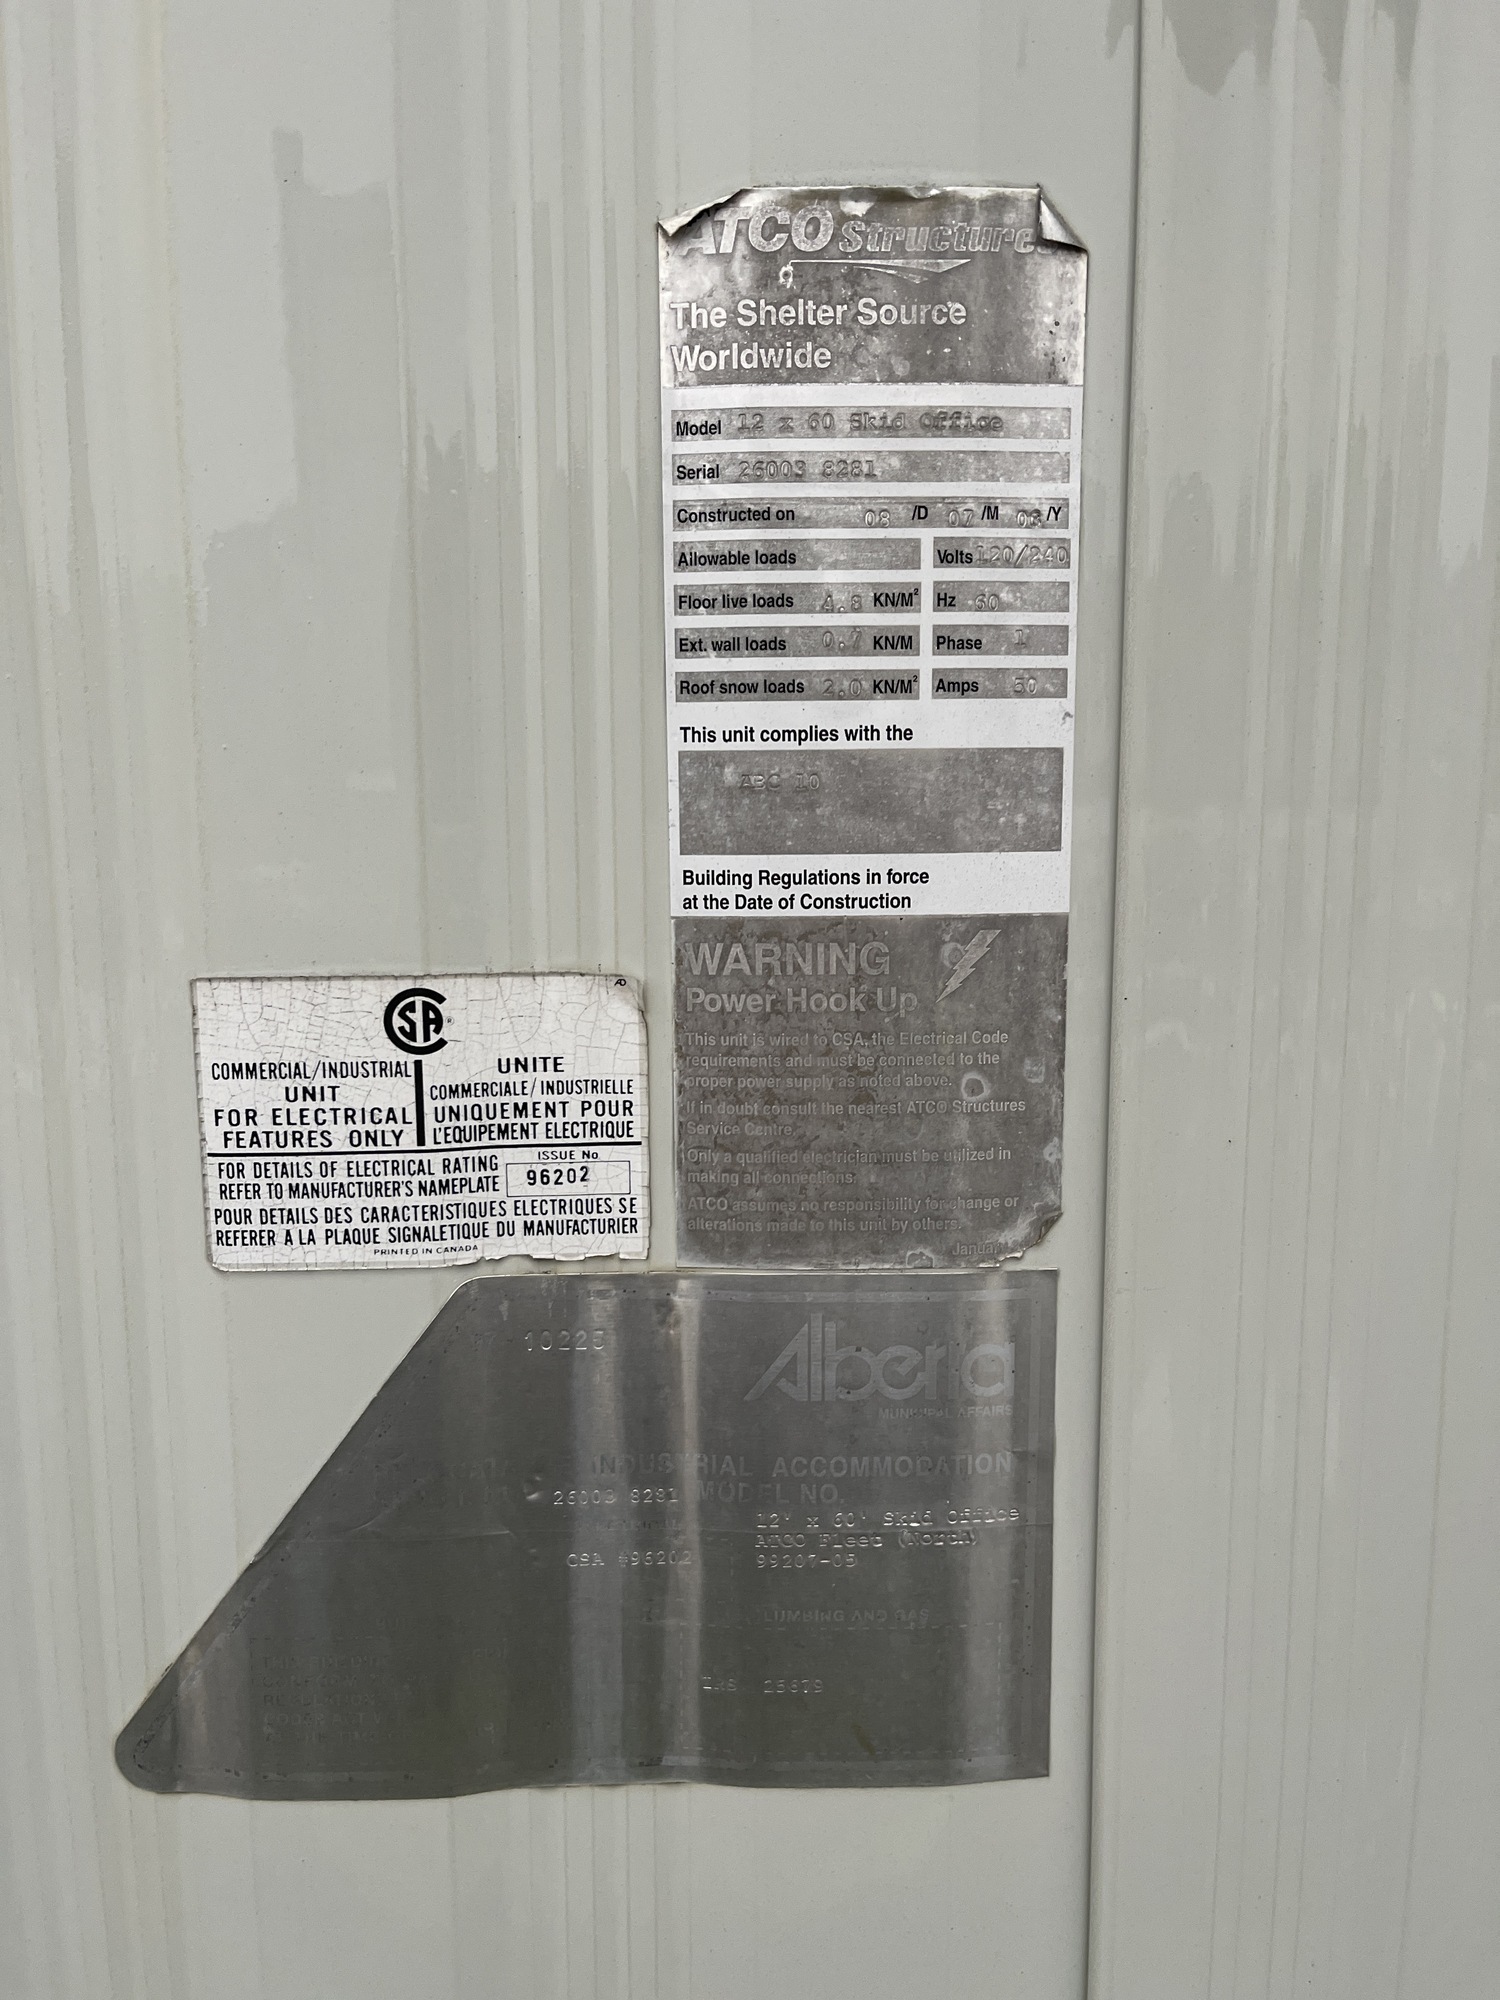 ATCO Structures
The Shelter Source
Worldwide
Model 12 x 60 Skid Office
Serial 26003 8281
Constructed on 08 /D 07 /M 06 /Y
Allowable loads
Volts 120/240
Floor live loads 4.8 KN/M²
Hz 60
Ext. wall loads 0.7 KN/M
Phase 1
Roof snow loads 2.0 KN/M²
Amps 50
This unit complies with the
ABC 10
Building Regulations in force
at the Date of Construction
WARNING
Power Hook Up
This unit is wired to CSA, the Electrical Code
requirements and must be connected to the
proper power supply as noted above.
If in doubt consult the nearest ATCO Structures
Service Centre.
Only a qualified electrician must be utilized in
making all connections.
ATCO assumes no responsibility for change or
alterations made to this unit by others.
CSA®
COMMERCIAL/INDUSTRIAL
UNIT
FOR ELECTRICAL
FEATURES ONLY
UNITE
COMMERCIALE/INDUSTRIELLE
UNIQUEMENT POUR
L'EQUIPEMENT ELECTRIQUE
FOR DETAILS OF ELECTRICAL RATING
REFER TO MANUFACTURER'S NAMEPLATE
ISSUE No
96202
POUR DETAILS DES CARACTERISTIQUES ELECTRIQUES SE
REFERER A LA PLAQUE SIGNALETIQUE DU MANUFACTURIER
PRINTED IN CANADA
10225
Alberta
MUNICIPAL AFFAIRS
INDUSTRIAL ACCOMMODATION
26003 8281 MODEL NO.
12' x 60' Skid Office
ATCO Fleet (North)
CSA #96202
99207-05
PLUMBING AND GAS